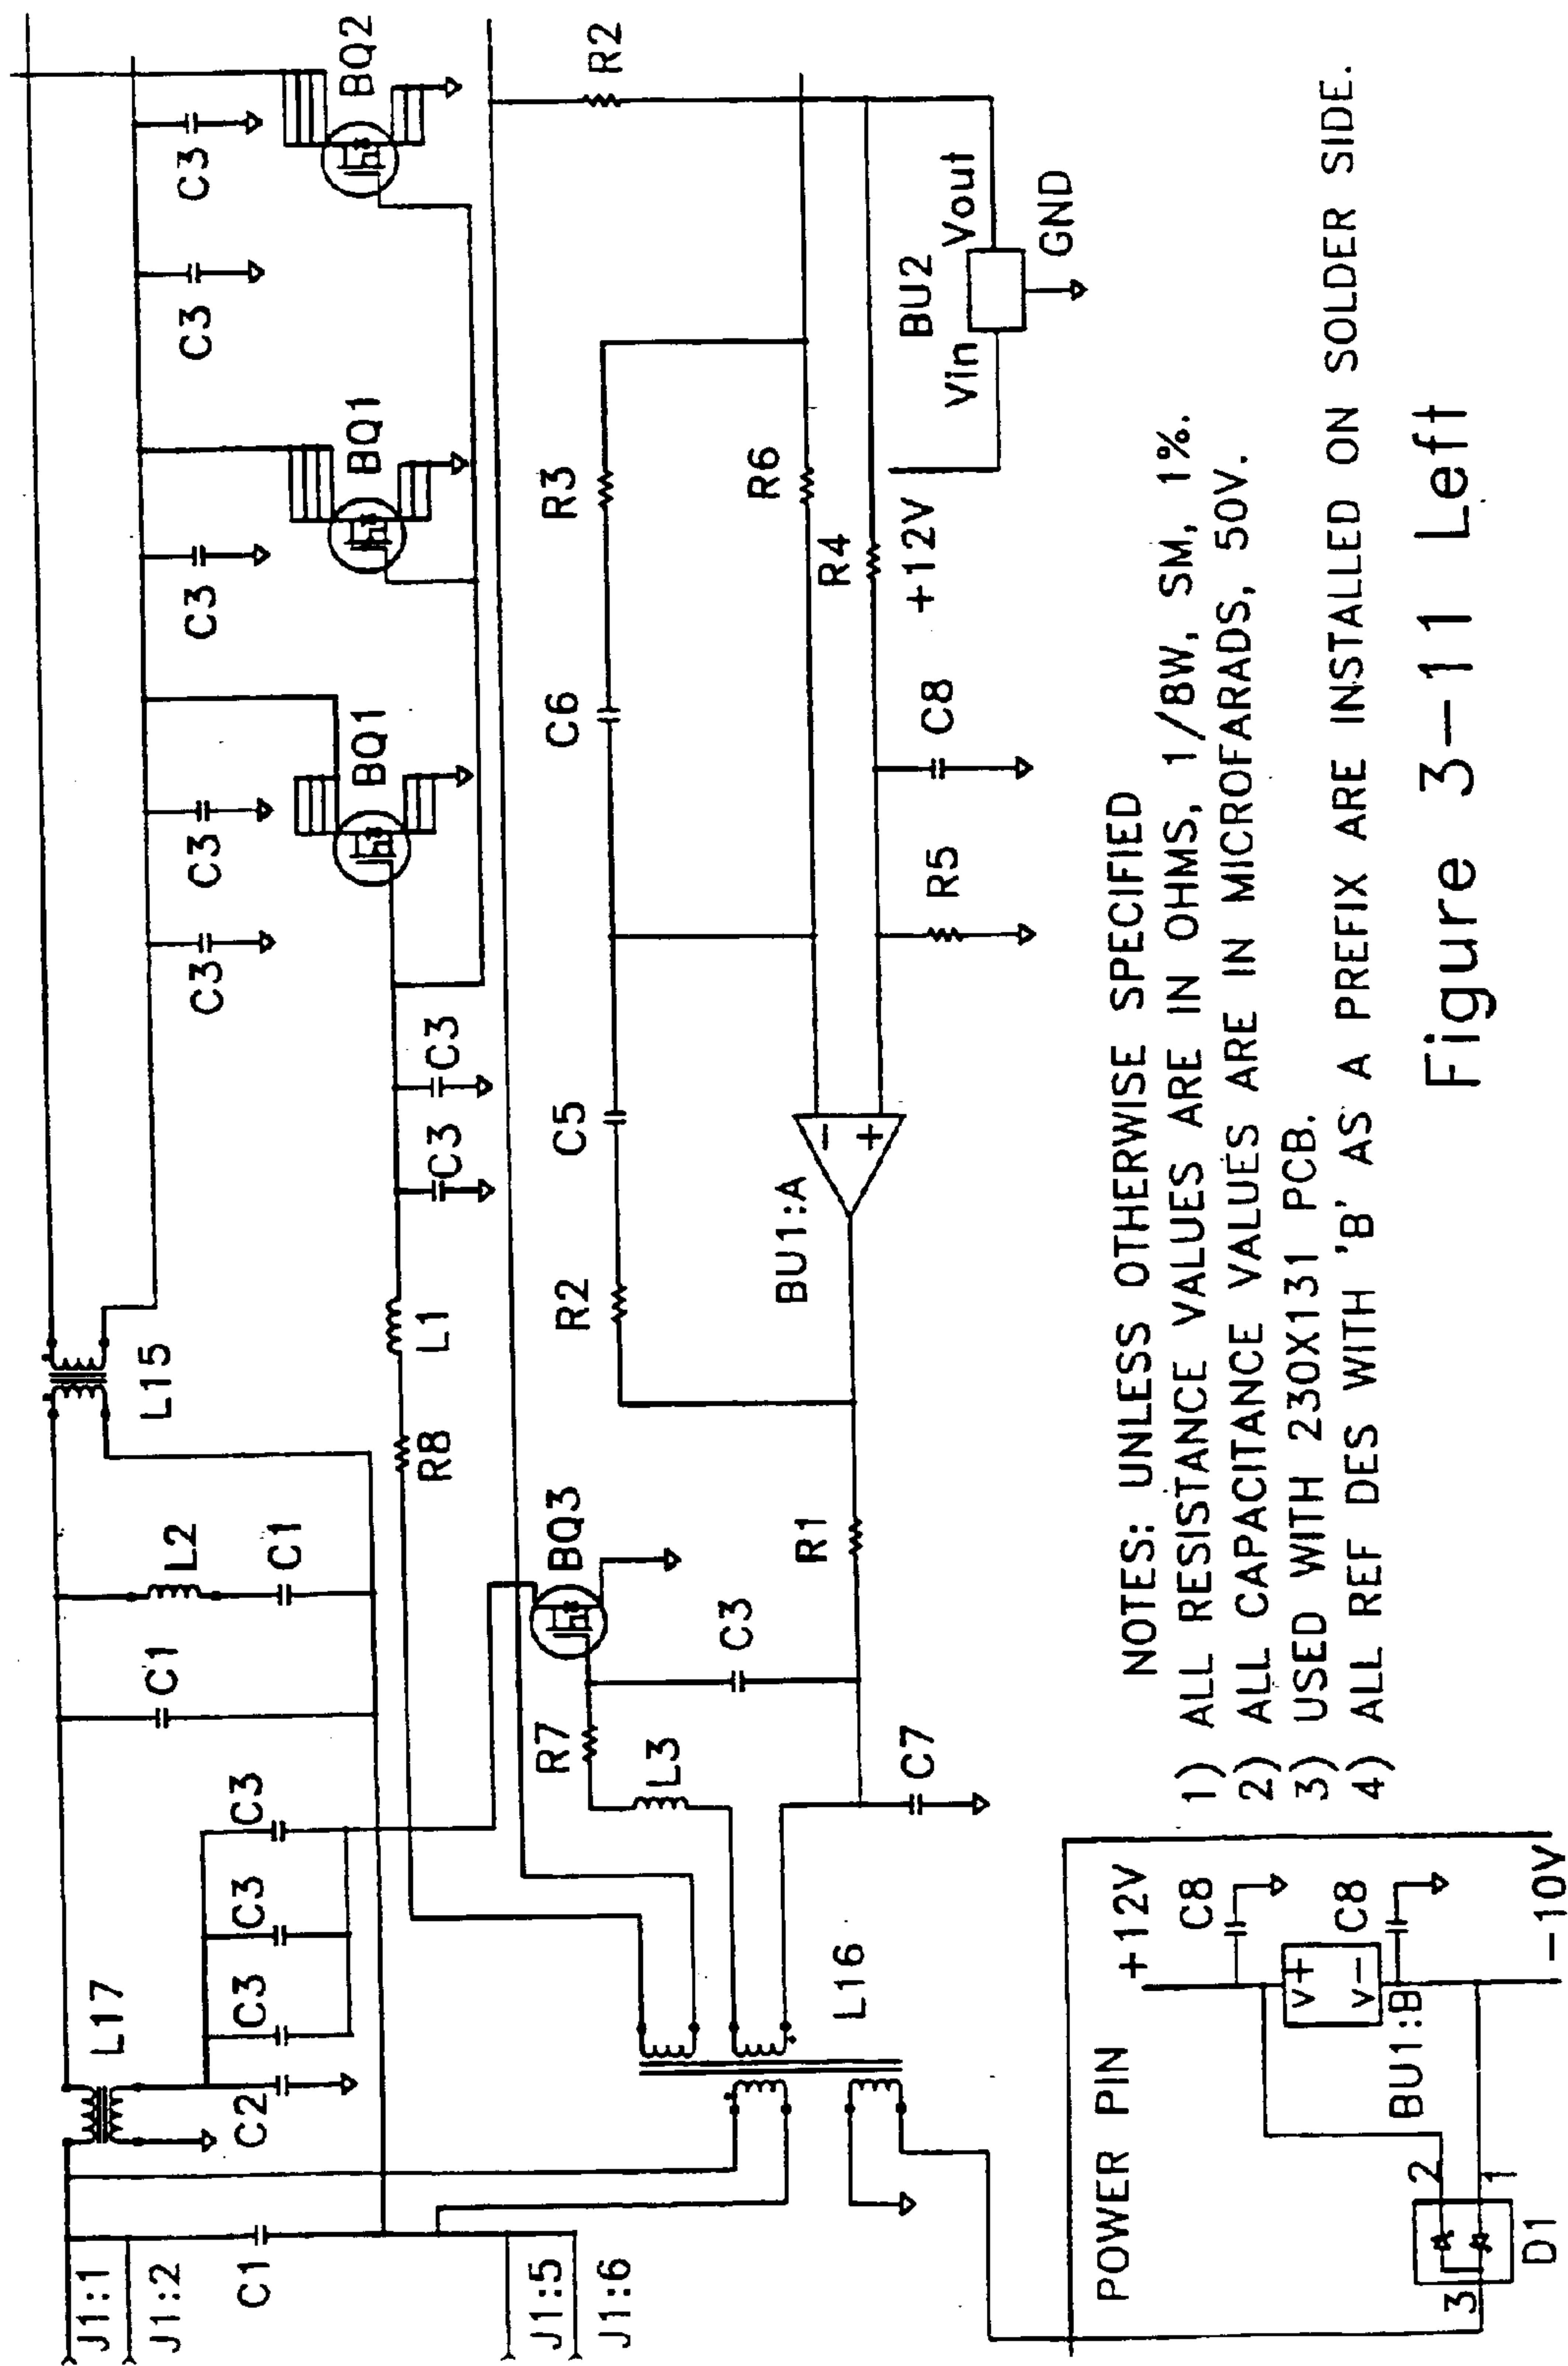 J1:1
J1:2
C1
J1:5
J1:6
L17
C2
C3
C3
C3
C1
L2
C1
L15
R8
L1
C3
C3
C3
C3
BQ1
C3
BQ1
C3
C3
BQ2
L16
R7
L3
BQ3
C3
C7
R1
R2
C5
BU1:A
−
+
C6
R3
R6
R4
R5
C8
+12V
BU2
Vin
Vout
GND
R2
POWER PIN
+12V
C8
V+
V−
C8
BU1:B
−10V
2
1
3
D1
NOTES: UNLESS OTHERWISE SPECIFIED
1) ALL RESISTANCE VALUES ARE IN OHMS, 1/8W, SM, 1%.
2) ALL CAPACITANCE VALUES ARE IN MICROFARADS, 50V.
3) USED WITH 230X131 PCB.
4) ALL REF DES WITH 'B' AS A PREFIX ARE INSTALLED ON SOLDER SIDE.
Figure 3-11 Left